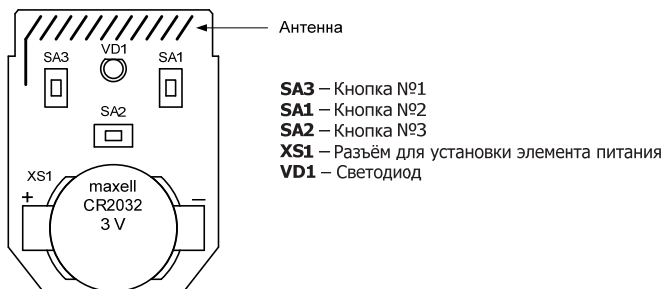 Антенна
VD1
SA3
SA1
SA2
SA3 – Кнопка №1
SA1 – Кнопка №2
SA2 – Кнопка №3
XS1 – Разъём для установки элемента питания
VD1 – Светодиод
XS1
+
maxell
CR2032
3 V
–